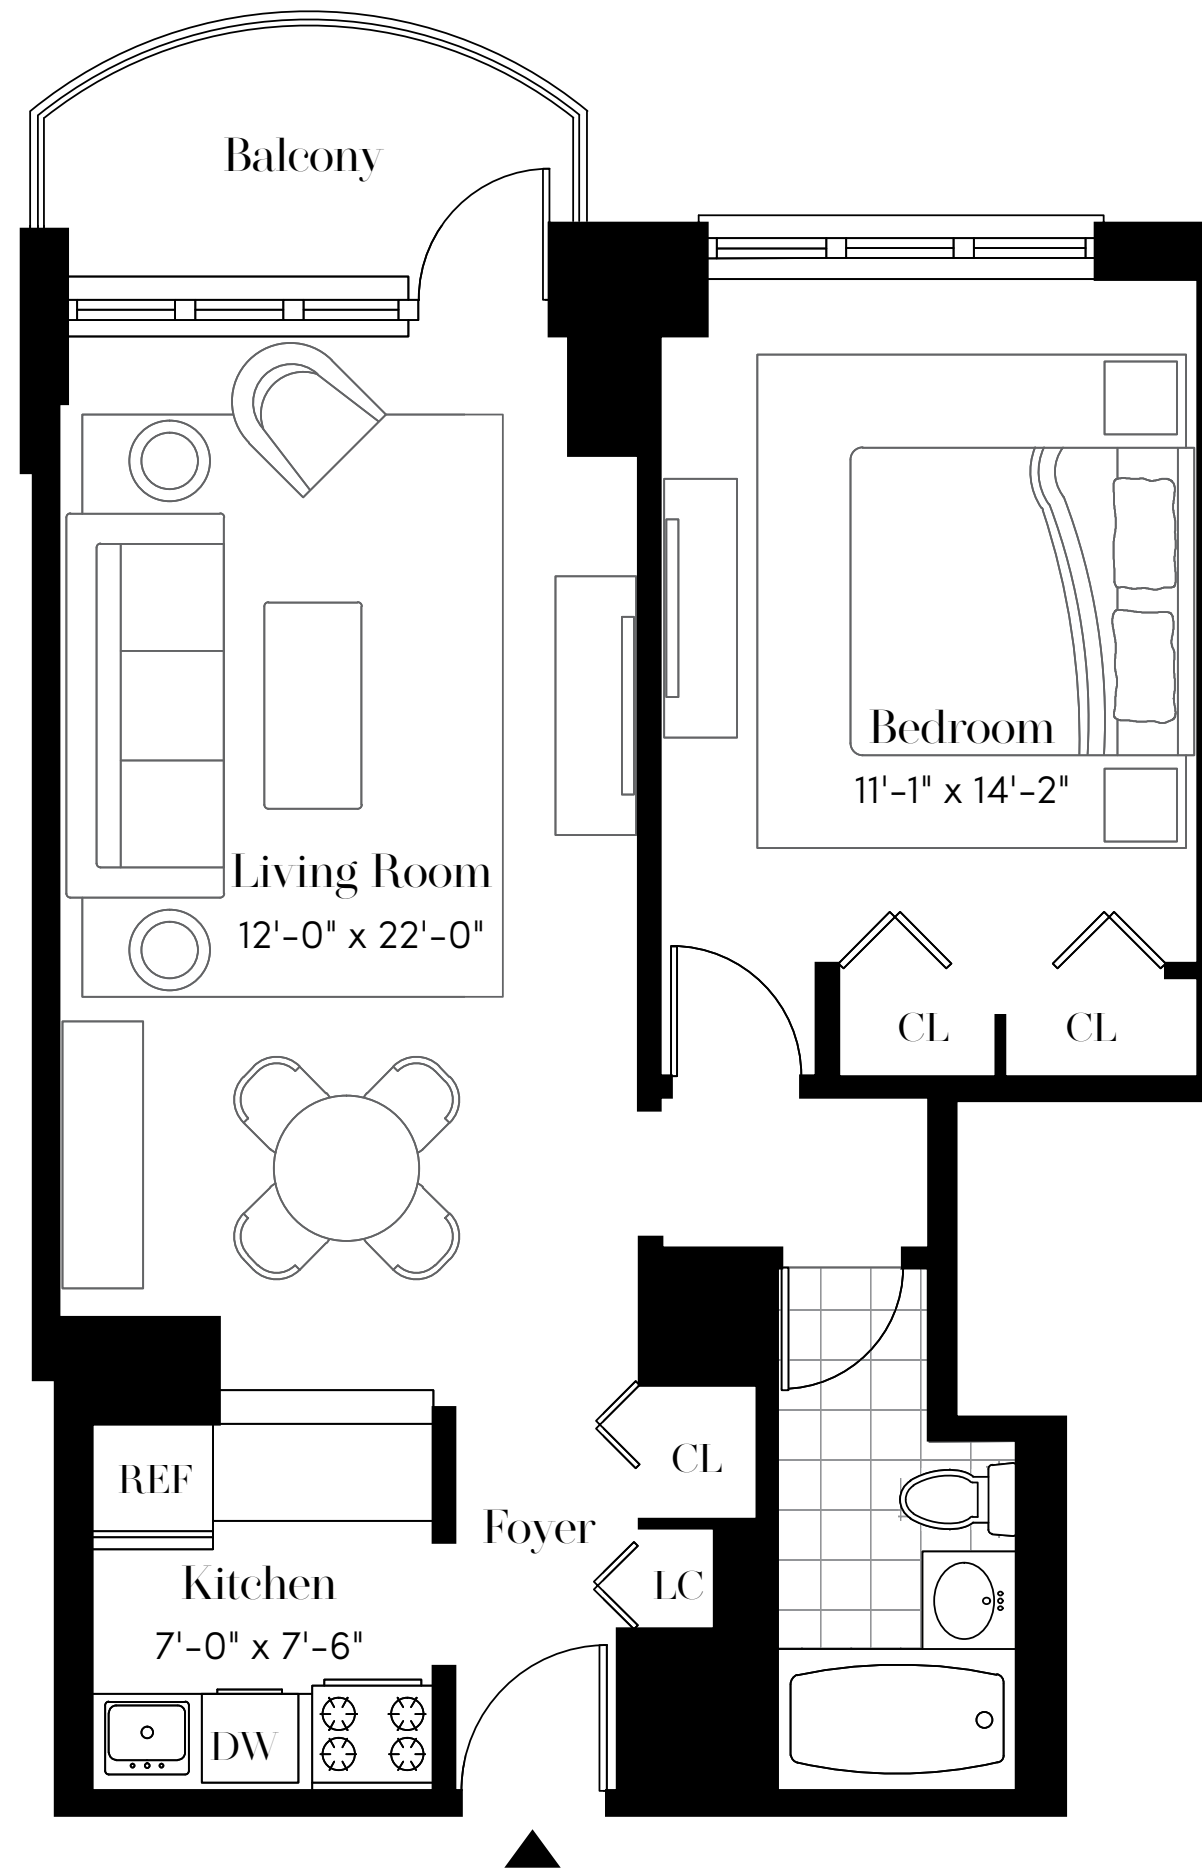 Balcony
Bedroom
11'-1" x 14'-2"
Living Room
12'-0" x 22'-0"
CL
CL
CL
REF
Foyer
Kitchen
7'-0" x 7'-6"
LC
DW